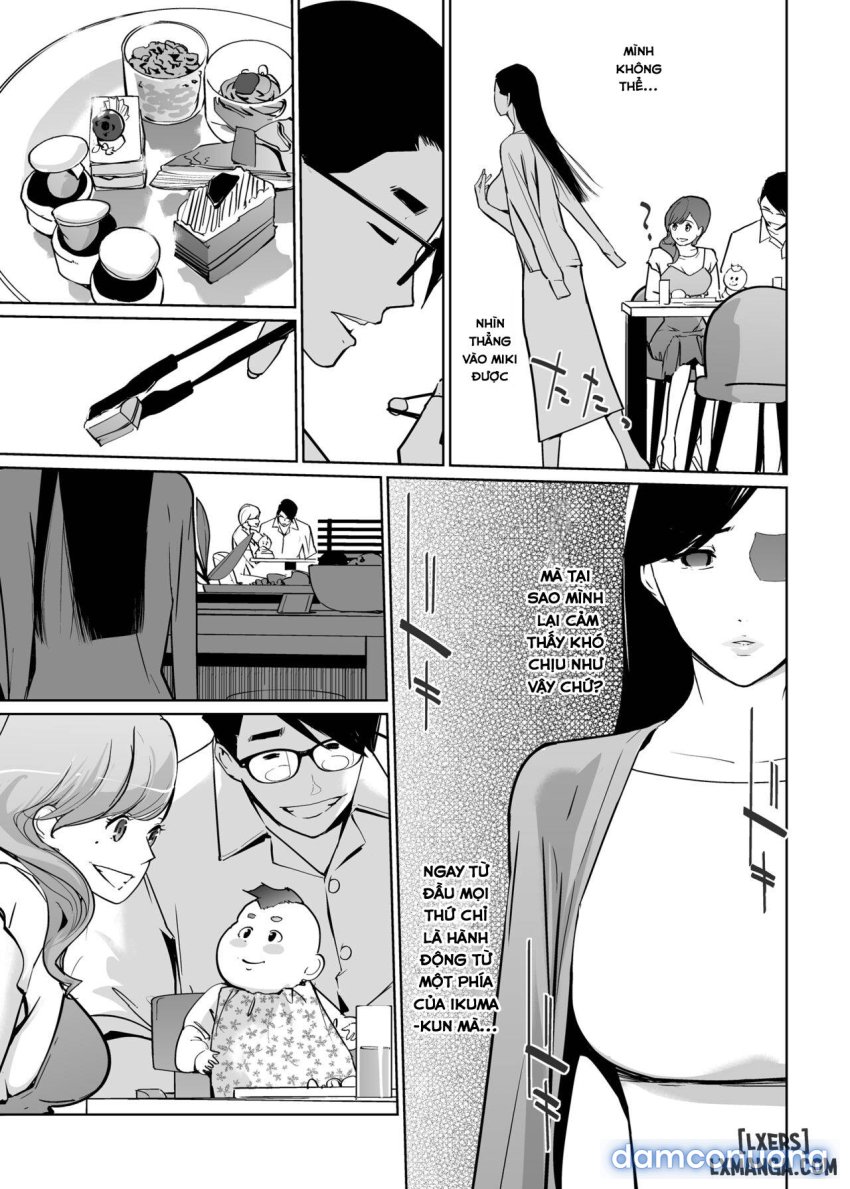 MÌNH
KHÔNG
THỂ...
NHÌN
THẲNG
VÀO MIKI
ĐƯỢC
MÀ TẠI
SAO MÌNH
LẠI CẢM
THẤY KHÓ
CHỊU NHƯ
VẬY CHỨ?
NGAY TỪ
ĐẦU MỌI
THỨ CHỈ
LÀ HÀNH
ĐỘNG TỪ
MỘT PHÍA
CỦA IKUMA
-KUN MÀ...
[LXERS]
damconuong
LXMANGA.COM